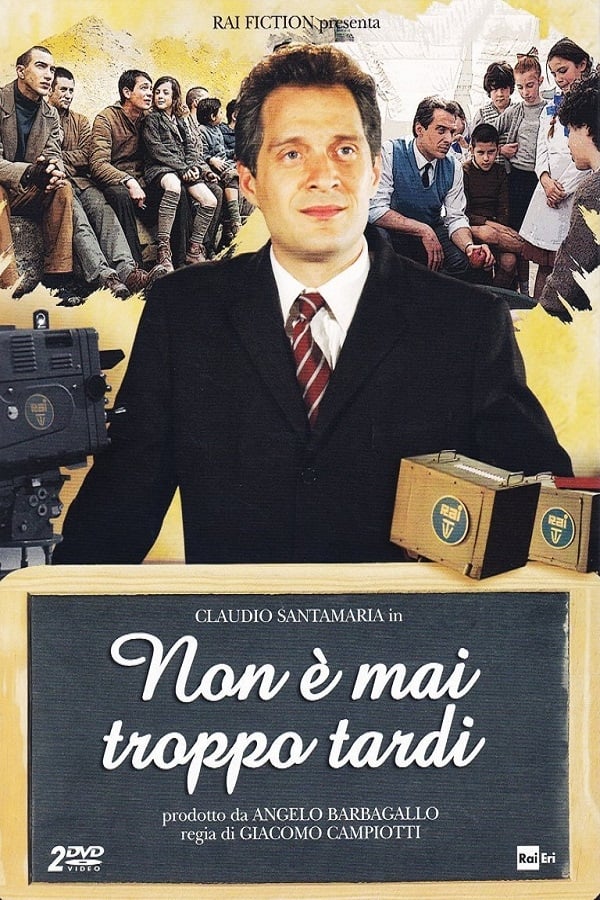 RAI FICTION presenta
Rai
TV
Rai
TV
Rai
TV
CLAUDIO SANTAMARIA in
Non è mai
troppo tardi
prodotto da ANGELO BARBAGALLO
regia di GIACOMO CAMPIOTTI
2 DVD
VIDEO
Rai Eri